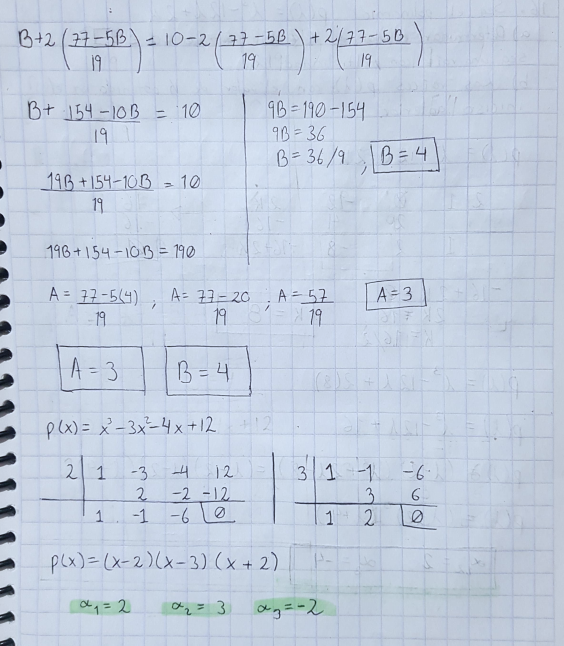 B+2(77-5B/19) = 10-2(77-5B/19) + 2(77-5B/19)
B + 154-10B/19 = 10
19B+154-10B/19 = 10
19B+154-10B = 190
9B = 190-154
9B = 36
B = 36/9 ; B = 4
A = 77-5(4)/19 ; A = 77-20/19 ; A = 57/19 A = 3
A = 3 B = 4
p(x) = x³-3x²-4x+12
2 | 1 -3 -4 12
2 -2 -12
1 -1 -6 0
3 | 1 -1 -6
3 6
1 2 0
p(x) = (x-2)(x-3)(x+2)
α₁ = 2 α₂ = 3 α₃ = -2